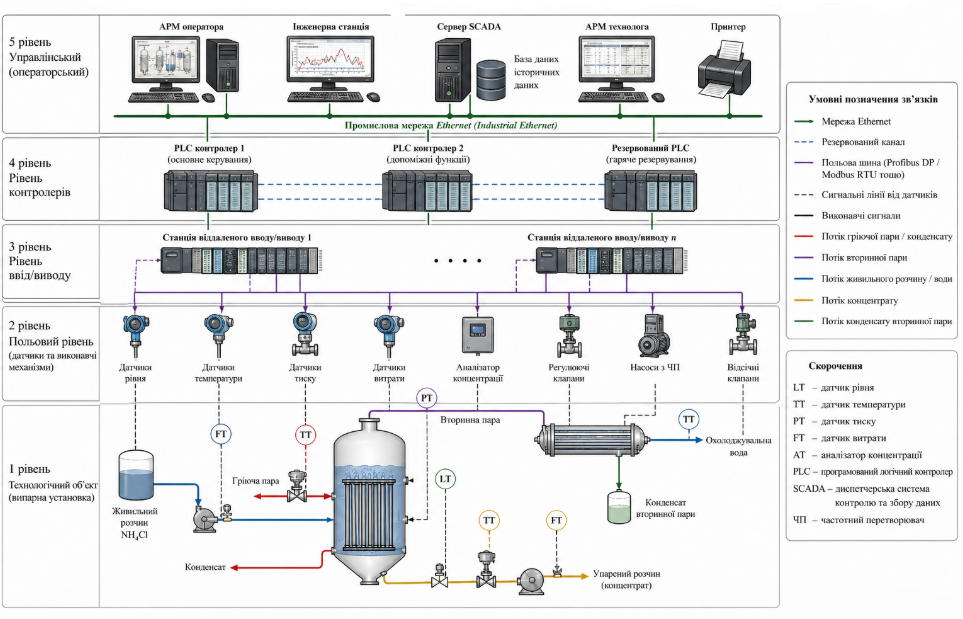 5 рівень
Управлінський
(операторський)
АРМ оператора
Інженерна станція
Сервер SCADA
База даних
історичних
даних
АРМ технолога
Принтер
Промислова мережа Ethernet (Industrial Ethernet)
4 рівень
Рівень
контролерів
PLC контролер 1
(основне керування)
PLC контролер 2
(допоміжні функції)
Резервований PLC
(гаряче резервування)
3 рівень
Рівень
ввід/виводу
Станція віддаленого вводу/виводу 1
Станція віддаленого вводу/виводу n
2 рівень
Польовий рівень
(датчики та виконавчі
механізми)
Датчики
рівня
Датчики
температури
Датчики
тиску
Датчики
витрати
Аналізатор
концентрації
Регулюючі
клапани
Насоси з ЧП
Відсічні
клапани
1 рівень
Технологічний об'єкт
(випарна установка)
Живильний
розчин
NH₄Cl
FT
TT
PT
LT
TT
FT
TT
Гріюча пара
Конденсат
Вторинна пара
Охолоджувальна
вода
Конденсат
вторинної пари
Упарений розчин
(концентрат)
Умовні позначення зв'язків
Мережа Ethernet
Резервований канал
Польова шина (Profibus DP /
Modbus RTU тощо)
Сигнальні лінії від датчиків
Виконавчі сигнали
Потік гріючої пари / конденсату
Потік вторинної пари
Потік живильного розчину / води
Потік концентрату
Потік конденсату вторинної пари
Скорочення
LT – датчик рівня
TT – датчик температури
PT – датчик тиску
FT – датчик витрати
AT – аналізатор концентрації
PLC – програмований логічний контролер
SCADA – диспетчерська система
контролю та збору даних
ЧП – частотний перетворювач